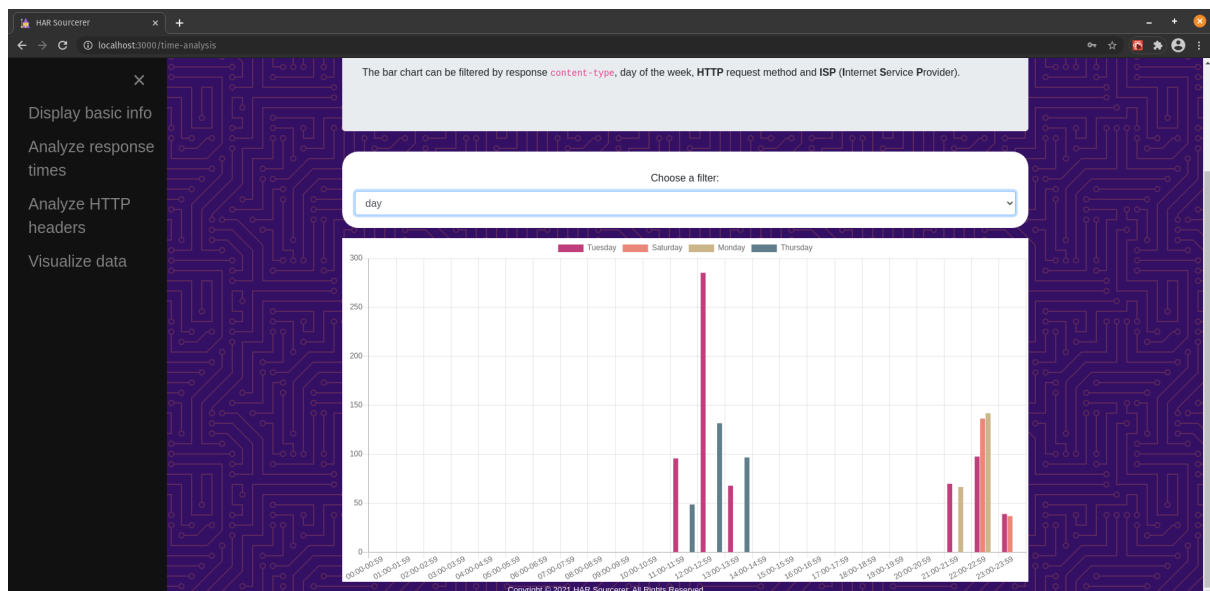 HAR Sourcerer
localhost:3000/time-analysis
Display basic info
Analyze response
times
Analyze HTTP
headers
Visualize data
The bar chart can be filtered by response content-type, day of the week, HTTP request method and ISP (Internet Service Provider).
Choose a filter:
day
Tuesday Saturday Monday Thursday
300
250
200
150
100
50
0
00:00-00:59 01:00-01:59 02:00-02:59 03:00-03:59 04:00-04:59 05:00-05:59 06:00-06:59 07:00-07:59 08:00-08:59 09:00-09:59 10:00-10:59 11:00-11:59 12:00-12:59 13:00-13:59 14:00-14:59 15:00-15:59 16:00-16:59 17:00-17:59 18:00-18:59 19:00-19:59 20:00-20:59 21:00-21:59 22:00-22:59 23:00-23:59
Copyright © 2021 HAR Sourcerer. All Rights Reserved